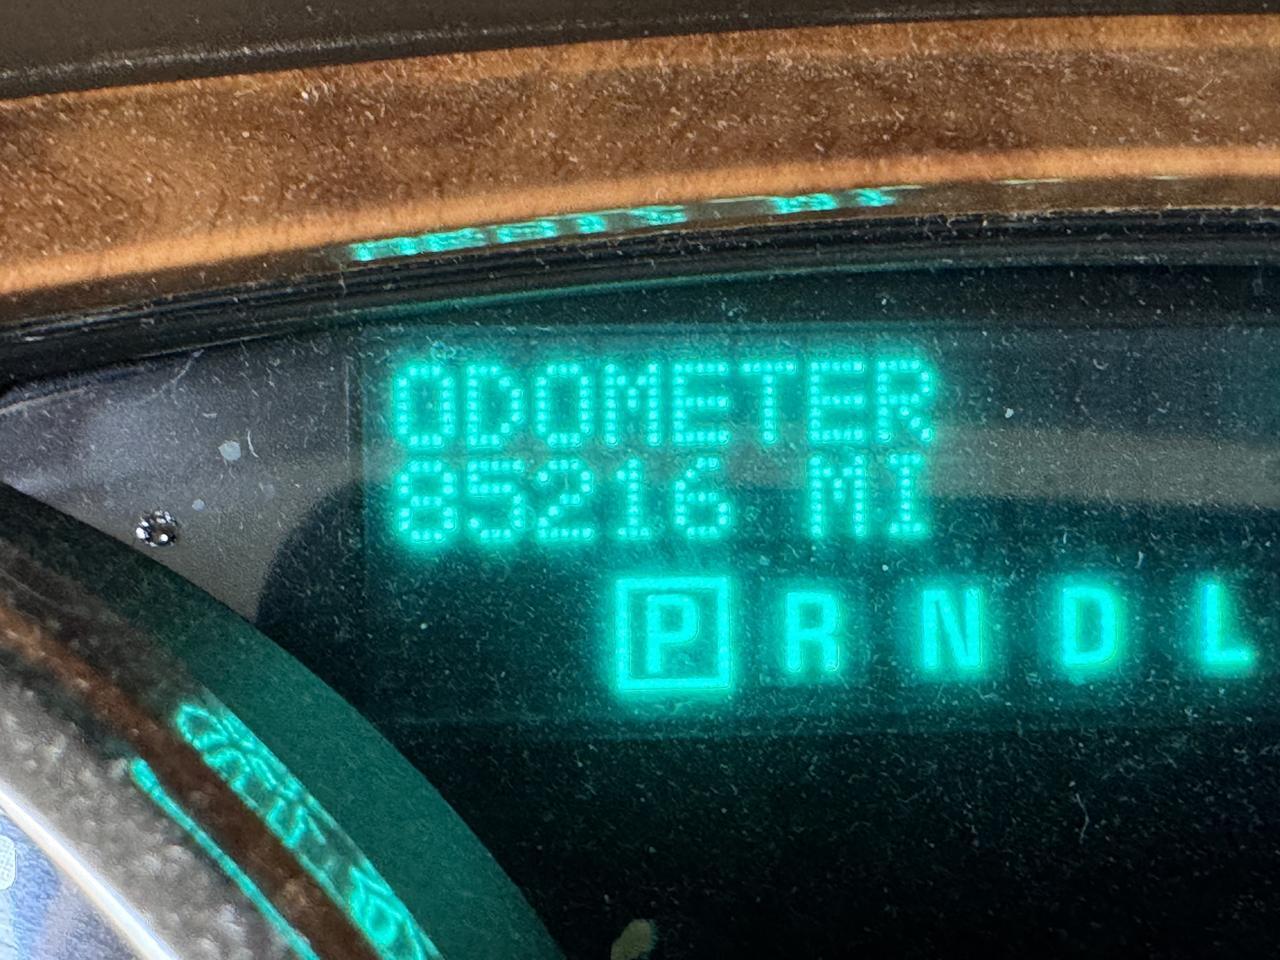 ODOMETER
85216 MI
P R N D L